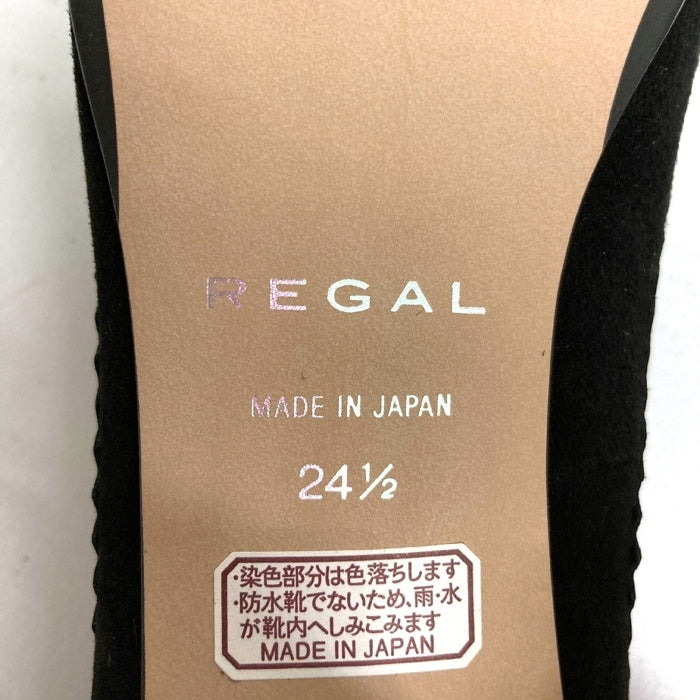 REGAL
MADE IN JAPAN
24½
・染色部分は色落ちします
・防水靴でないため、雨・水
が靴内へしみこみます
MADE IN JAPAN